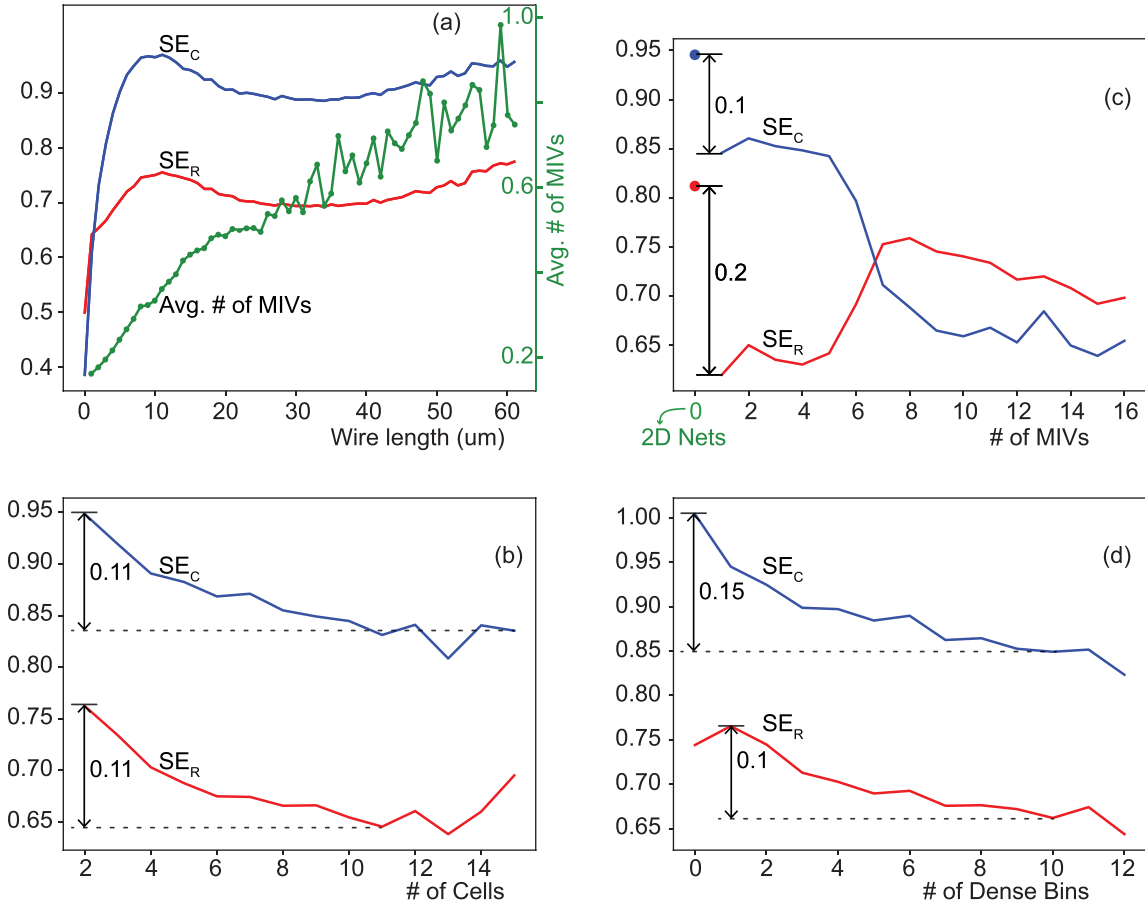 (a)
SE_C
SE_R
Avg. # of MIVs
0.9
0.8
0.7
0.6
0.5
0.4
0 10 20 30 40 50 60
Wire length (um)
1.0
0.6
0.2
Avg. # of MIVs
(c)
0.95
0.90
0.85
0.80
0.75
0.70
0.65
0.1
0.2
SE_C
SE_R
0 2 4 6 8 10 12 14 16
2D Nets
# of MIVs
(b)
0.95
0.90
0.85
0.80
0.75
0.70
0.65
0.11
SE_C
0.11
SE_R
2 4 6 8 10 12 14
# of Cells
(d)
1.00
0.95
0.90
0.85
0.80
0.75
0.70
0.65
SE_C
0.15
SE_R
0.1
0 2 4 6 8 10 12
# of Dense Bins